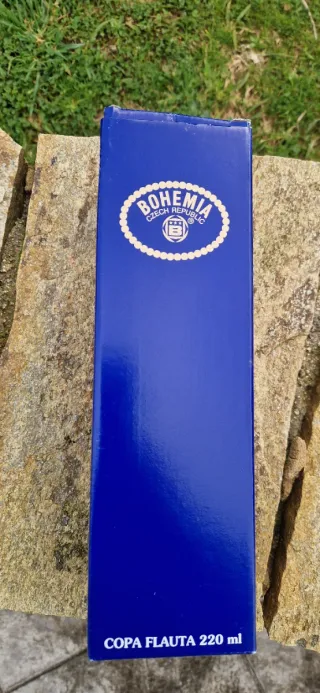 BOHEMIA
CZECH REPUBLIC
B ®
COPA FLAUTA 220 ml